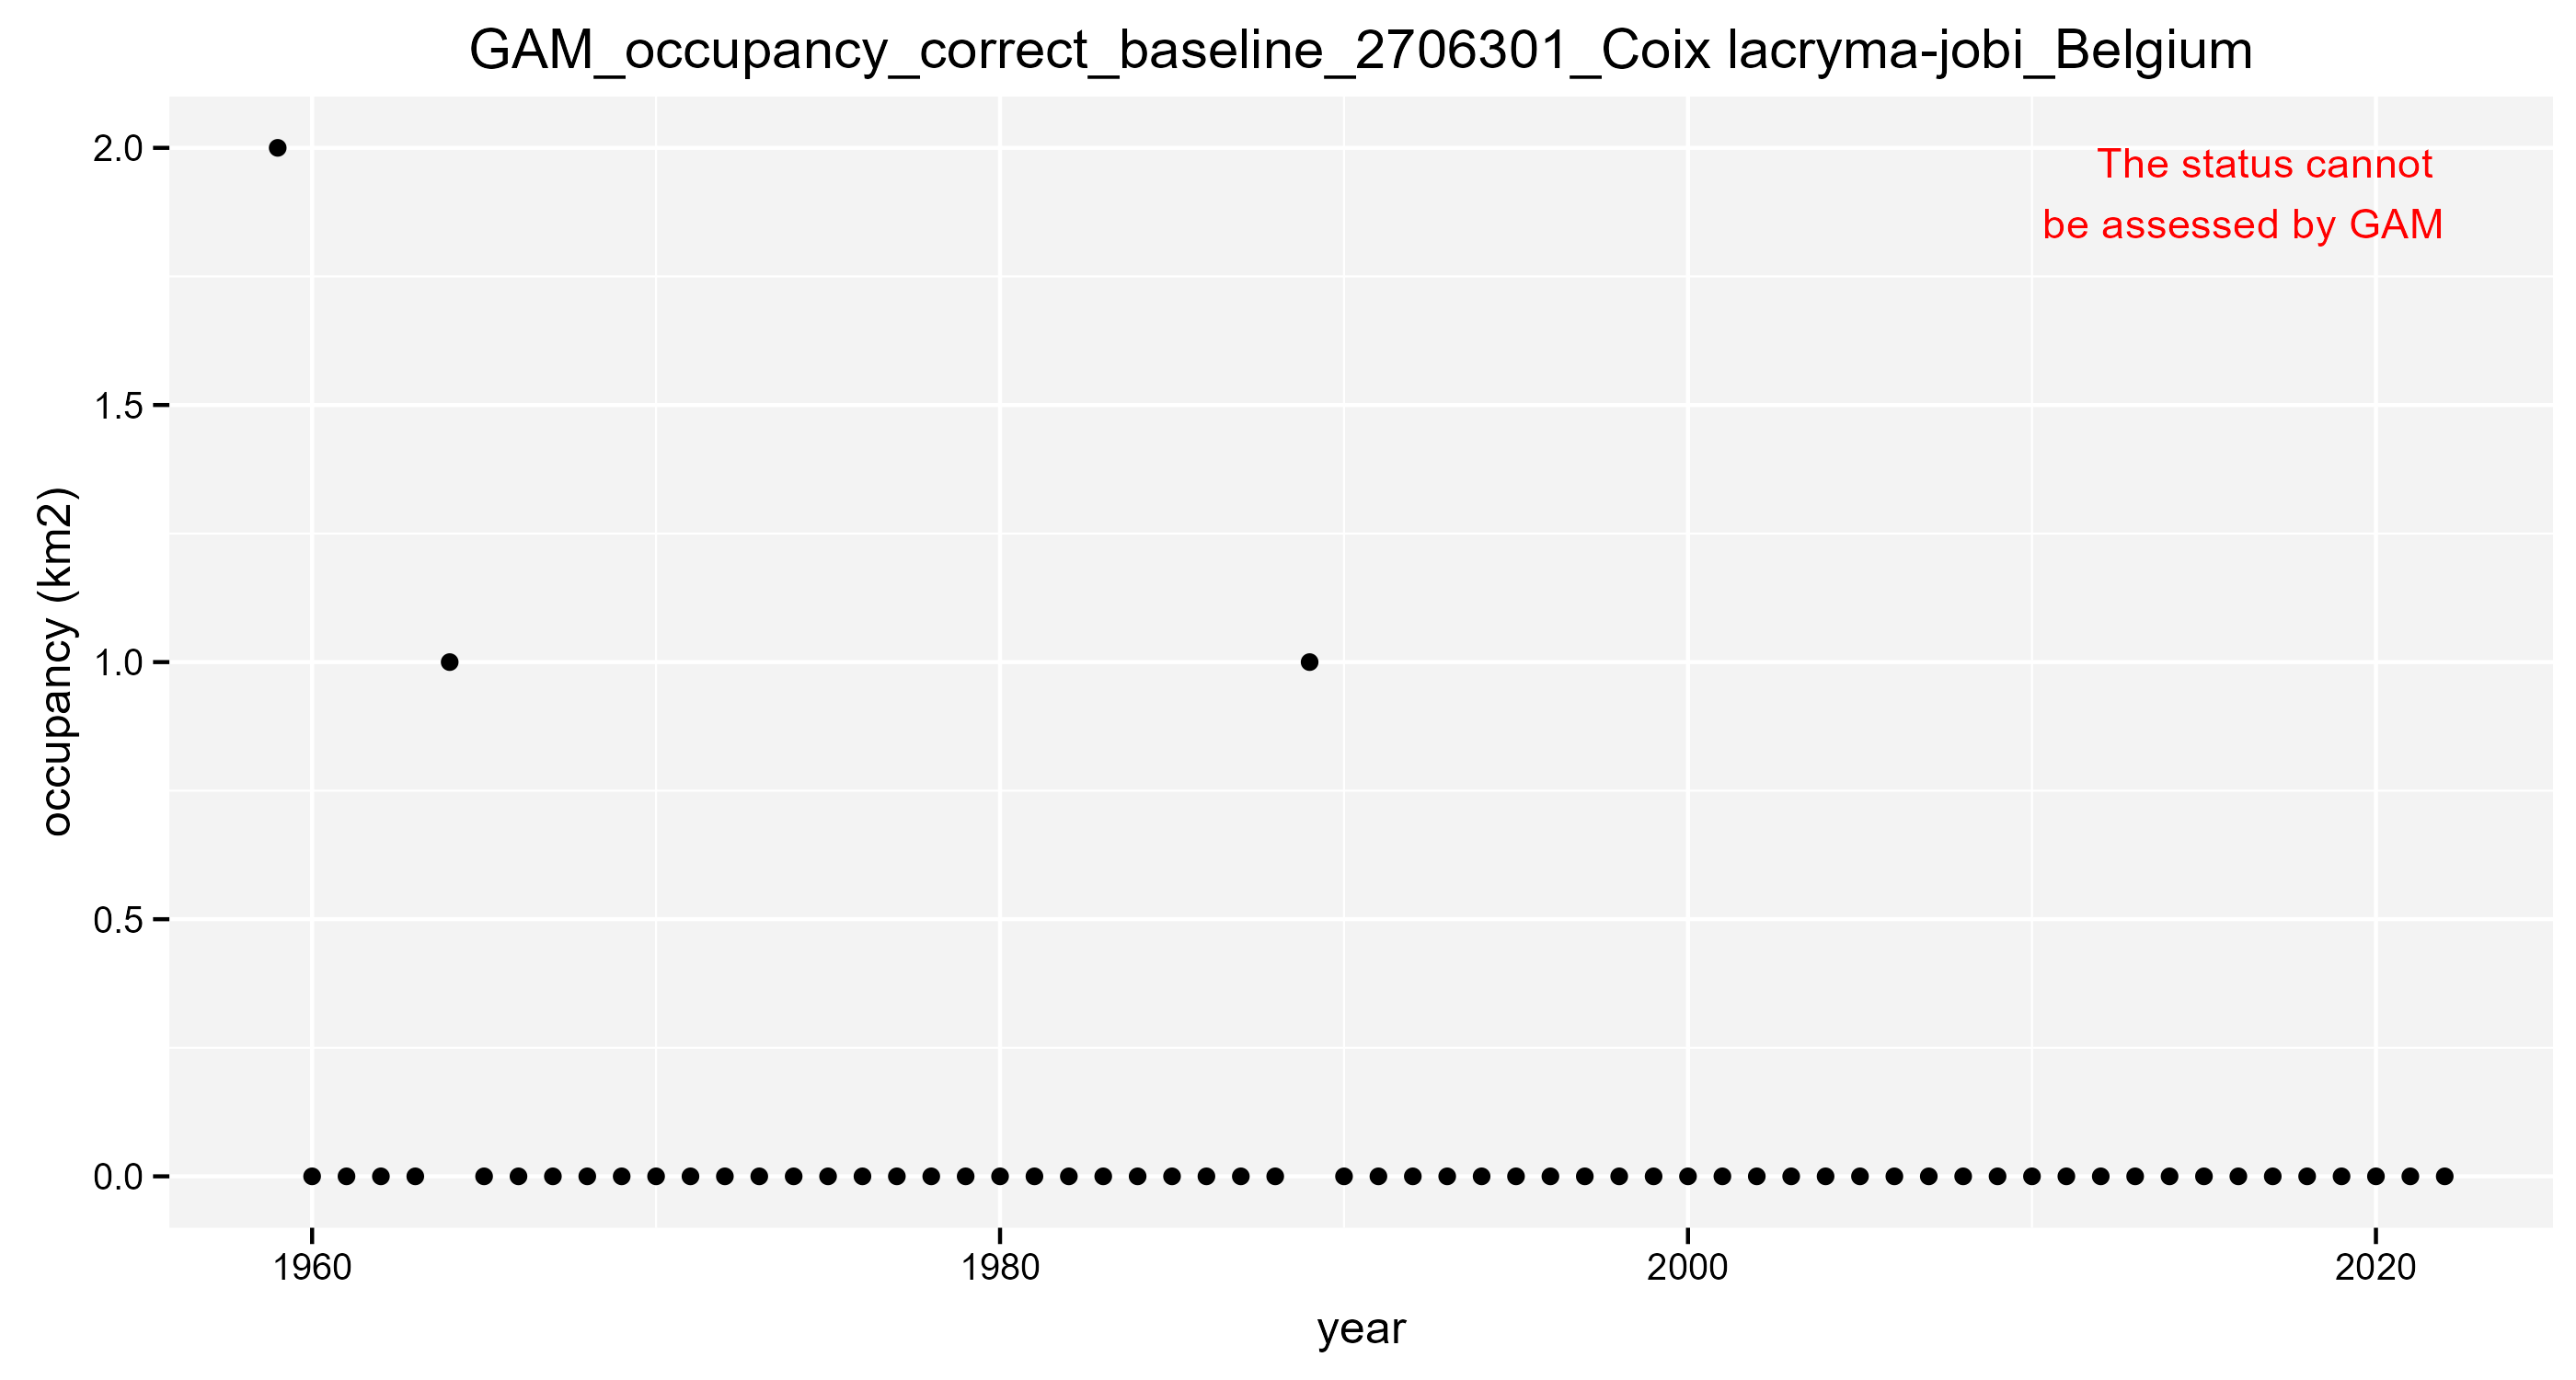 GAM_occupancy_correct_baseline_2706301_Coix lacryma-jobi_Belgium
The status cannot
be assessed by GAM
occupancy (km2)
2.0
1.5
1.0
0.5
0.0
1960 1980 2000 2020
year